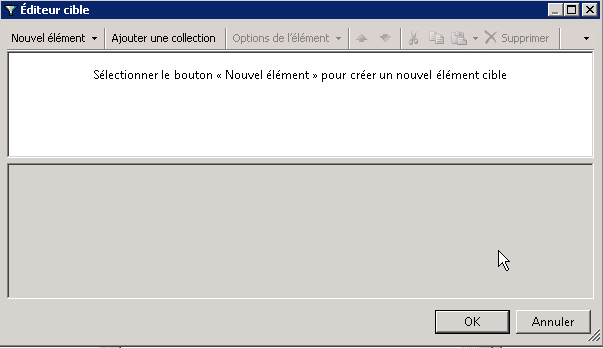 Éditeur cible
Nouvel élément Ajouter une collection Options de l'élément Supprimer
Sélectionner le bouton « Nouvel élément » pour créer un nouvel élément cible
OK Annuler